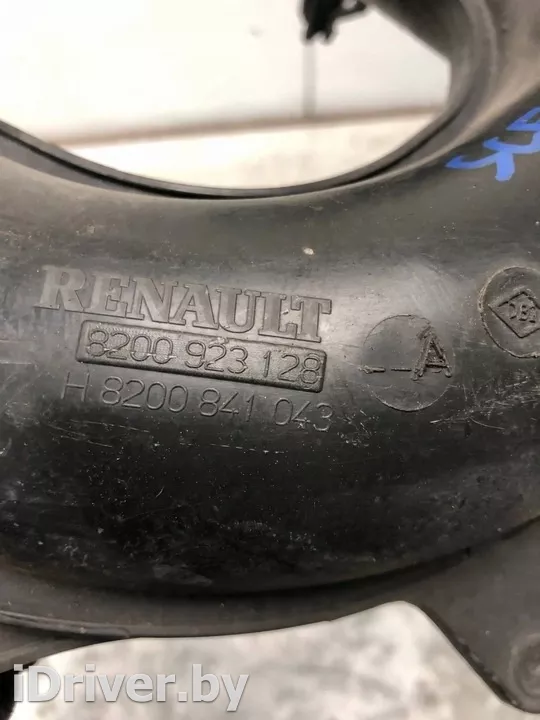 RENAULT
8200 923 128
H 8200 841 043
--A
iDriver.by